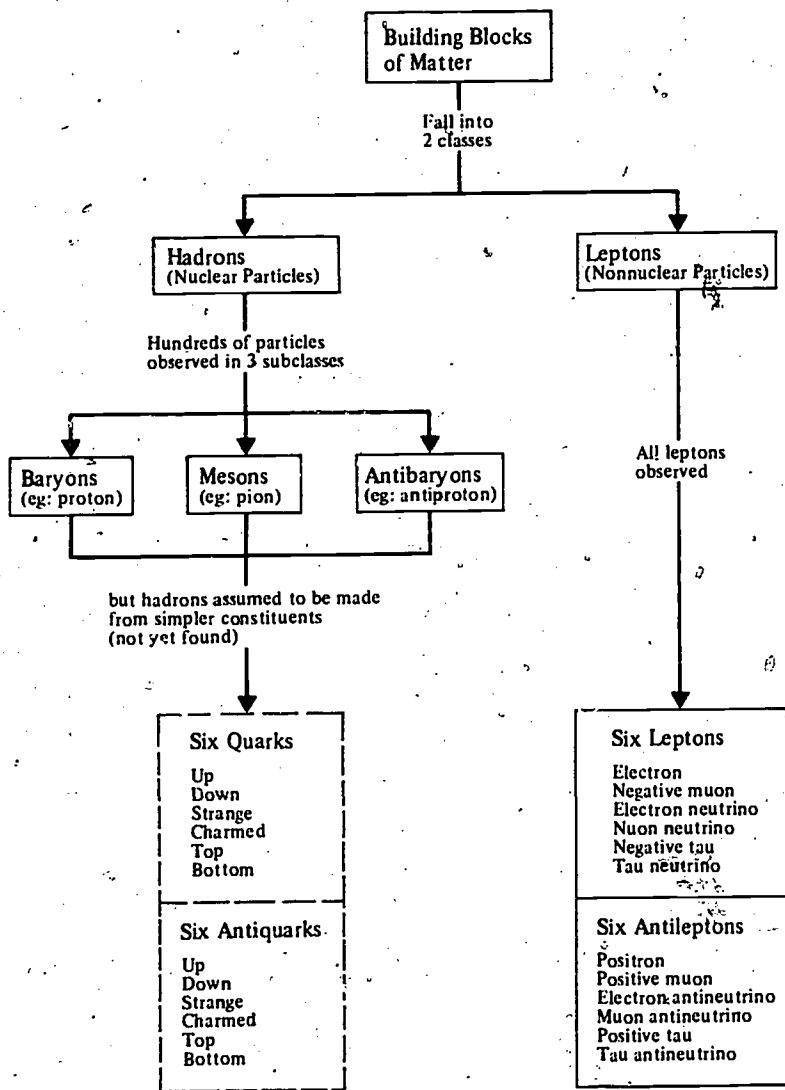 Building Blocks
of Matter
Fall into
2 classes
Hadrons
(Nuclear Particles)
Leptons
(Nonnuclear Particles)
Hundreds of particles
observed in 3 subclasses
Baryons
(eg: proton)
Mesons
(eg: pion)
Antibaryons
(eg: antiproton)
All leptons
observed
but hadrons assumed to be made
from simpler constituents
(not yet found)
Six Quarks
Up
Down
Strange
Charmed
Top
Bottom
Six Antiquarks
Up
Down
Strange
Charmed
Top
Bottom
Six Leptons
Electron
Negative muon
Electron neutrino
Nuon neutrino
Negative tau
Tau neutrino
Six Antileptons
Positron
Positive muon
Electron antineutrino
Muon antineutrino
Positive tau
Tau antineutrino